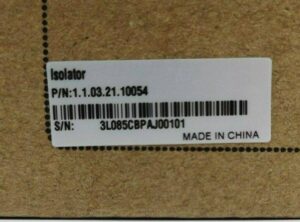 Isolator
P/N:1.1.03.21.10054
S/N: 3L085CBPAJ00101
MADE IN CHINA